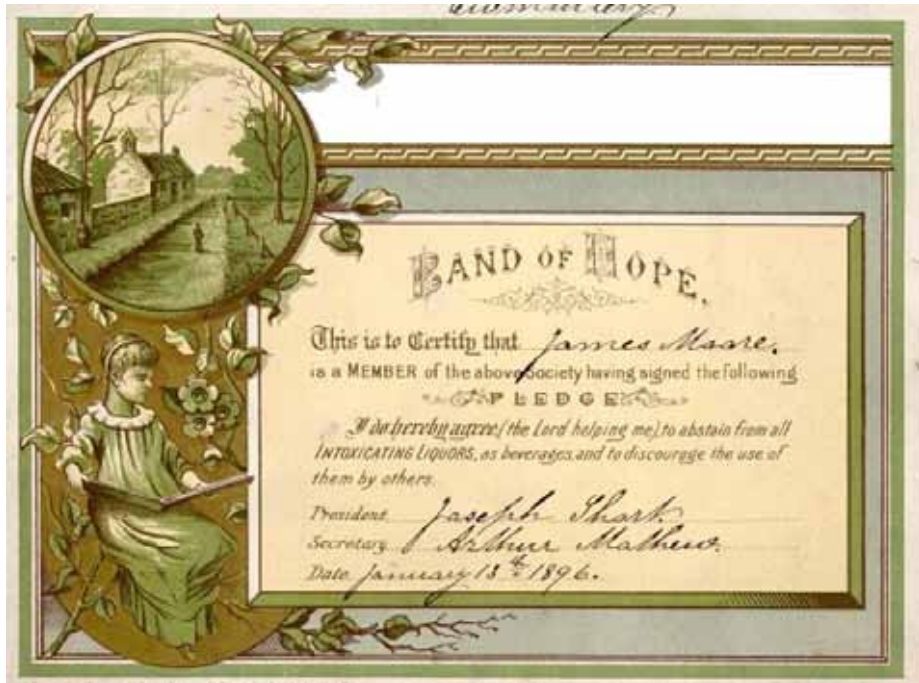 BAND OF HOPE.
This is to Certify that James Moore.
is a MEMBER of the above Society having signed the following
PLEDGE
I do hereby agree (the Lord helping me), to abstain from all
INTOXICATING LIQUORS, as beverages, and to discourage the use of
them by others.
President Joseph Short
Secretary Arthur Mathews.
Date January 13th 1896.